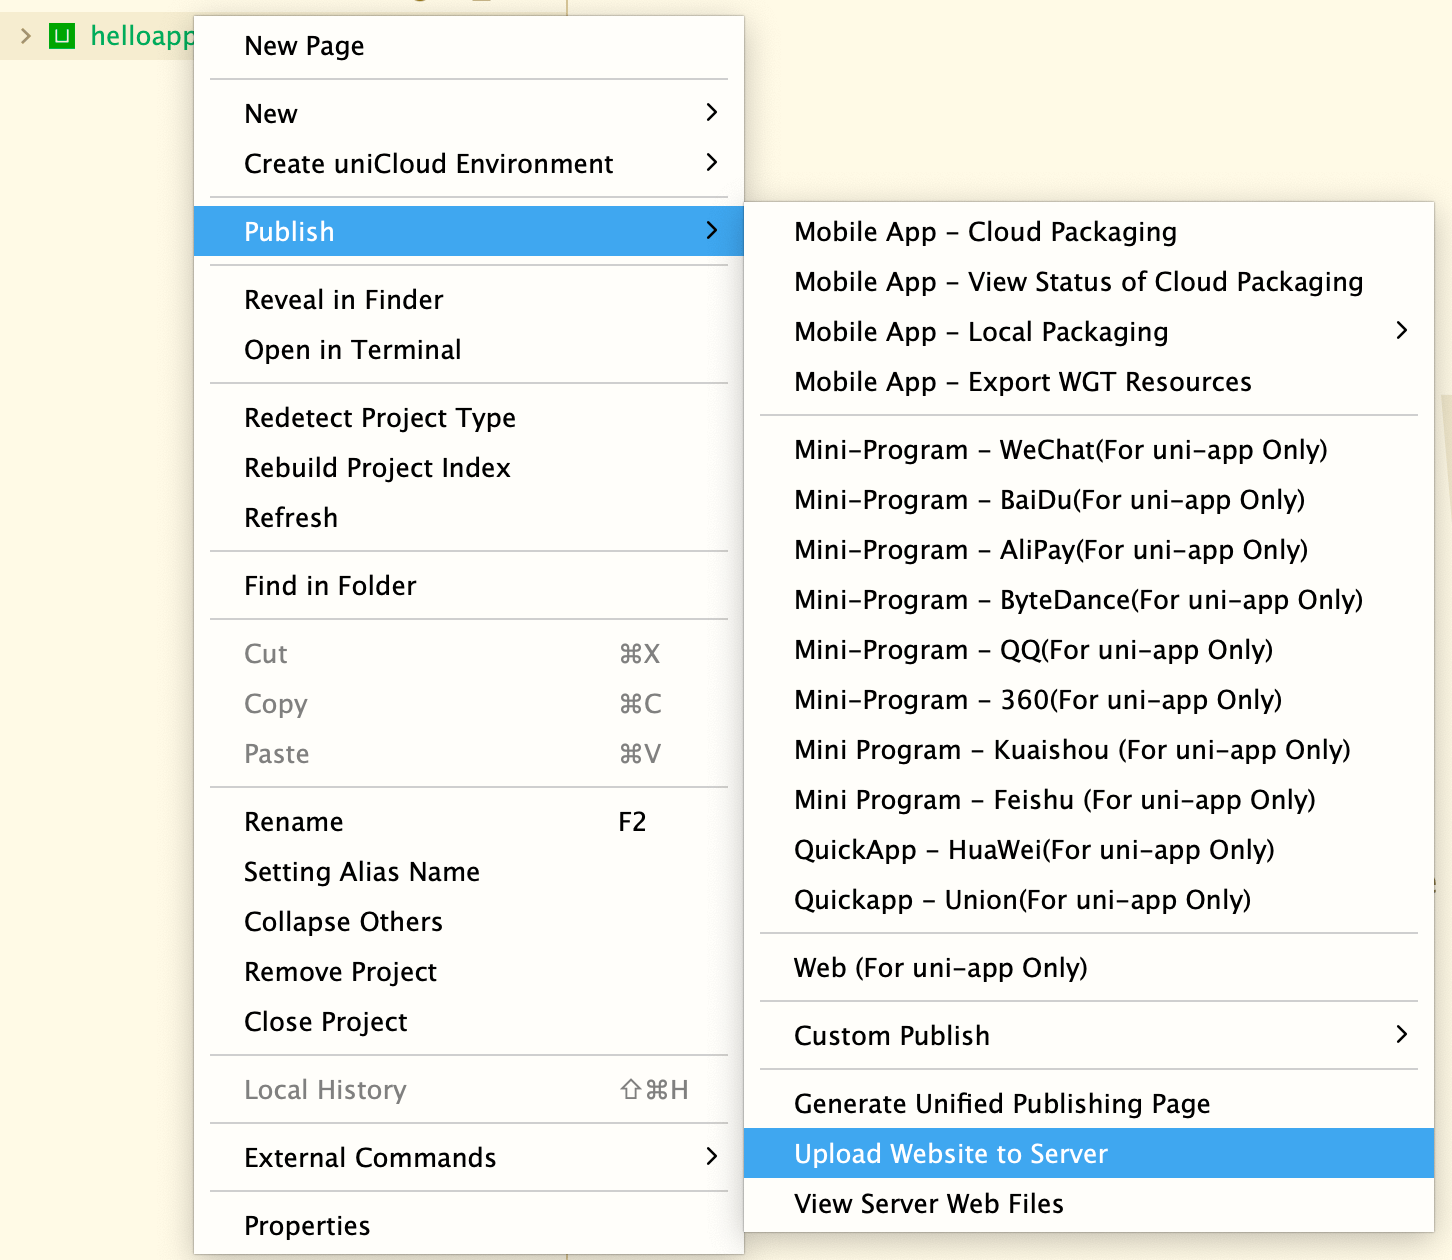 helloapp
New Page
New
Create uniCloud Environment
Publish
Reveal in Finder
Open in Terminal
Redetect Project Type
Rebuild Project Index
Refresh
Find in Folder
Cut ⌘X
Copy ⌘C
Paste ⌘V
Rename F2
Setting Alias Name
Collapse Others
Remove Project
Close Project
Local History ⇧⌘H
External Commands
Properties
Mobile App – Cloud Packaging
Mobile App – View Status of Cloud Packaging
Mobile App – Local Packaging
Mobile App – Export WGT Resources
Mini-Program – WeChat(For uni-app Only)
Mini-Program – BaiDu(For uni-app Only)
Mini-Program – AliPay(For uni-app Only)
Mini-Program – ByteDance(For uni-app Only)
Mini-Program – QQ(For uni-app Only)
Mini-Program – 360(For uni-app Only)
Mini Program – Kuaishou (For uni-app Only)
Mini Program – Feishu (For uni-app Only)
QuickApp – HuaWei(For uni-app Only)
Quickapp – Union(For uni-app Only)
Web (For uni-app Only)
Custom Publish
Generate Unified Publishing Page
Upload Website to Server
View Server Web Files